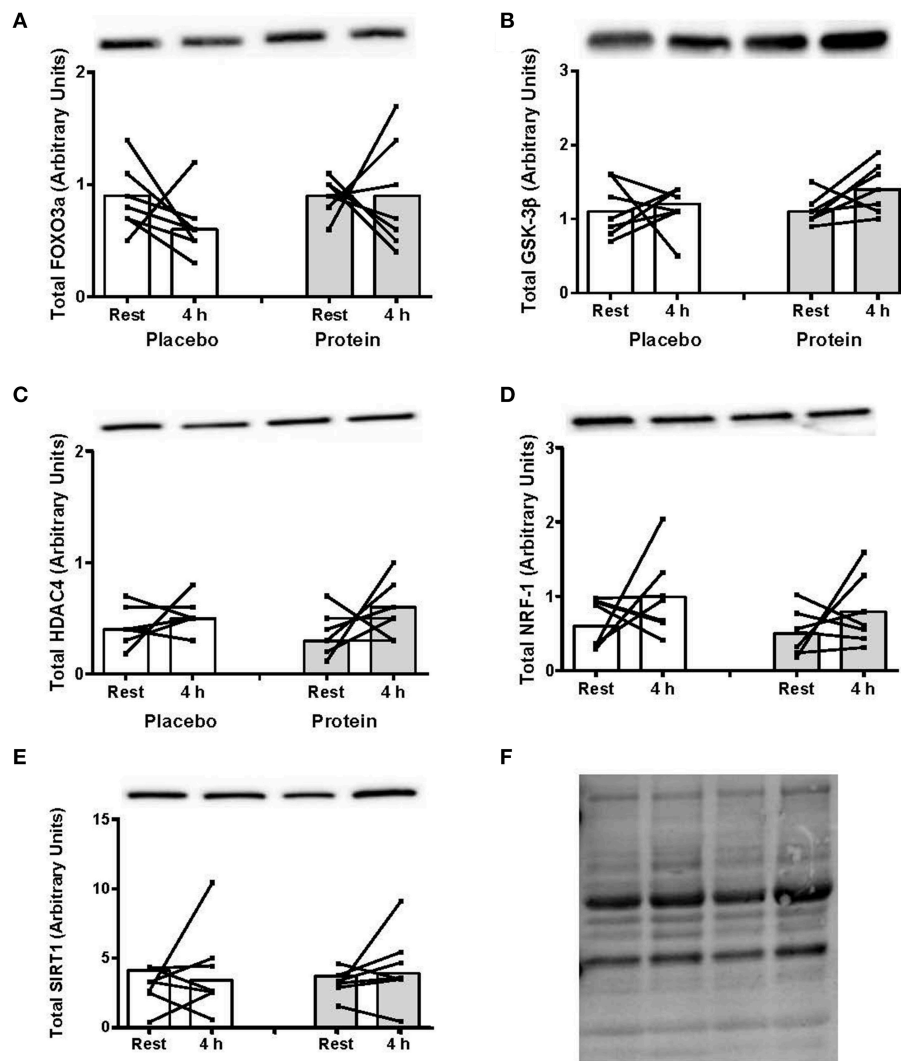 A
Total FOXO3a (Arbitrary Units)
2
1
0
Rest 4 h Rest 4 h
Placebo Protein
B
Total GSK-3β (Arbitrary Units)
3
2
1
0
Rest 4 h Rest 4 h
Placebo Protein
C
Total HDAC4 (Arbitrary Units)
2
1
0
Rest 4 h Rest 4 h
Placebo Protein
D
Total NRF-1 (Arbitrary Units)
3
2
1
0
Rest 4 h Rest 4 h
E
Total SIRT1 (Arbitrary Units)
15
10
5
0
Rest 4 h Rest 4 h
F